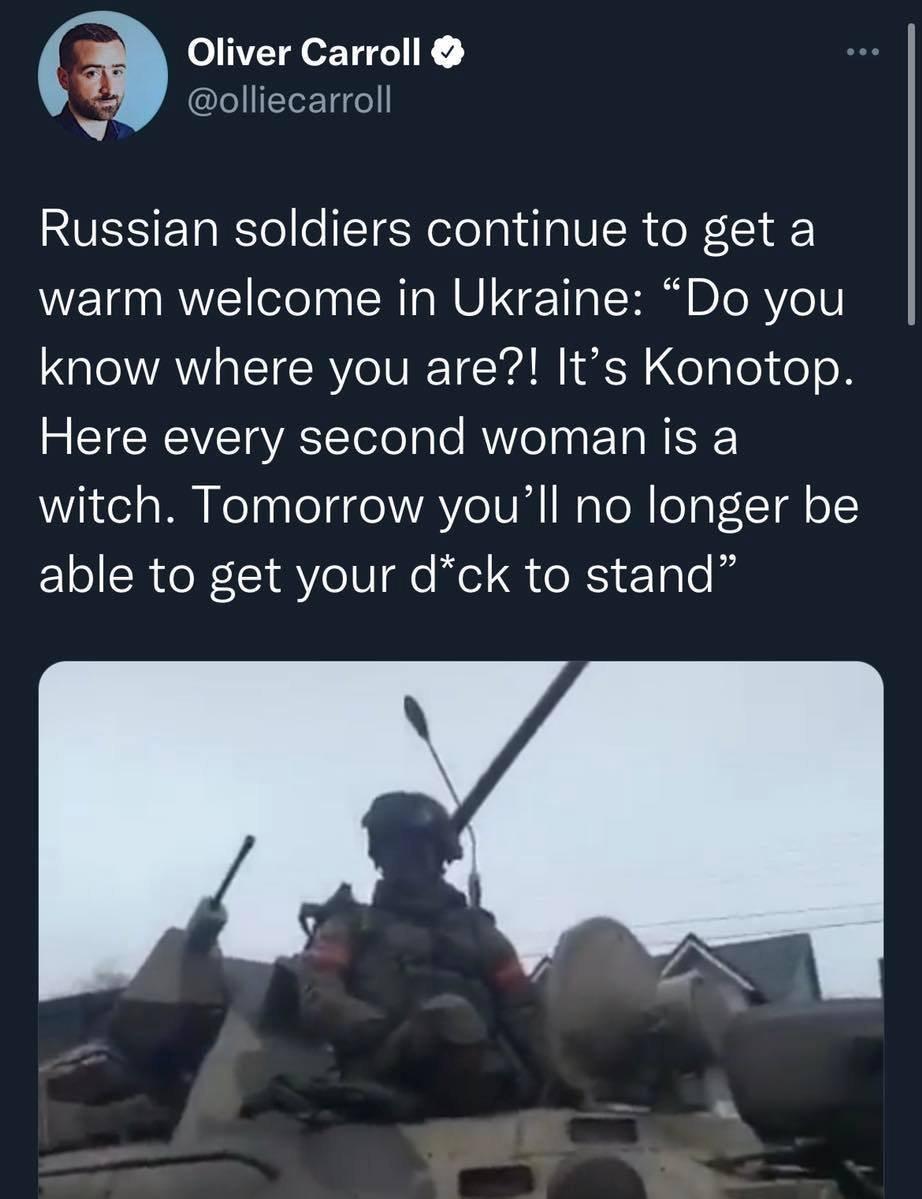 Oliver Carroll
@olliecarroll
Russian soldiers continue to get a
warm welcome in Ukraine: “Do you
know where you are?! It’s Konotop.
Here every second woman is a
witch. Tomorrow you’ll no longer be
able to get your d*ck to stand”